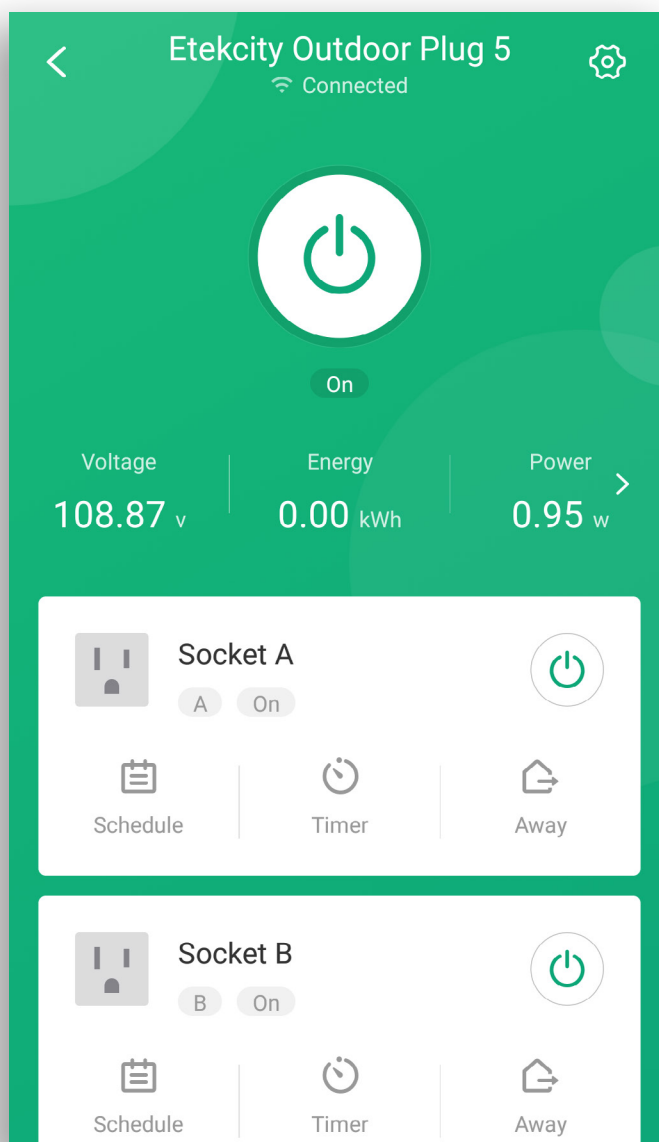 Etekcity Outdoor Plug 5
Connected
On
Voltage Energy Power
108.87 v 0.00 kWh 0.95 w
Socket A
A On
Schedule Timer Away
Socket B
B On
Schedule Timer Away